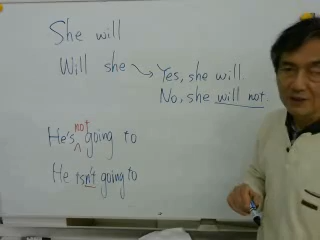 She will
Will she
Yes, she will.
No, she will not.
not
He's going to
He isn't going to